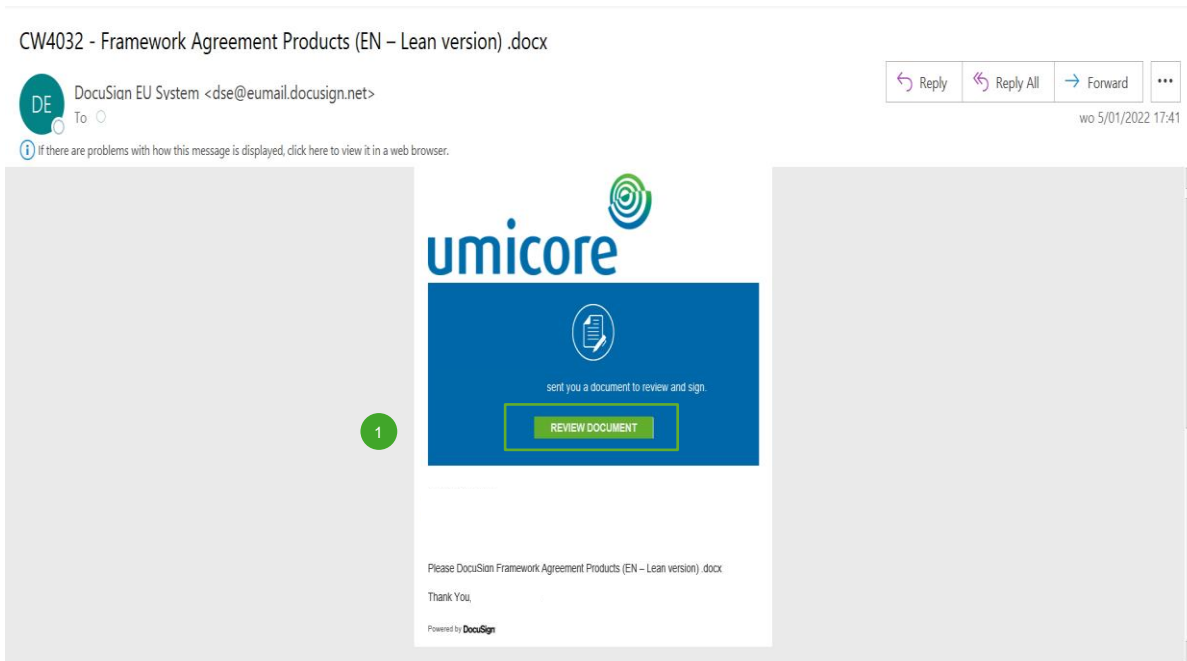 CW4032 - Framework Agreement Products (EN – Lean version) .docx
DE
DocuSign EU System <dse@eumail.docusign.net>
To
Reply
Reply All
Forward
wo 5/01/2022 17:41
If there are problems with how this message is displayed, click here to view it in a web browser.
umicore
sent you a document to review and sign.
1
REVIEW DOCUMENT
Please DocuSign Framework Agreement Products (EN – Lean version) .docx
Thank You,
Powered by DocuSign